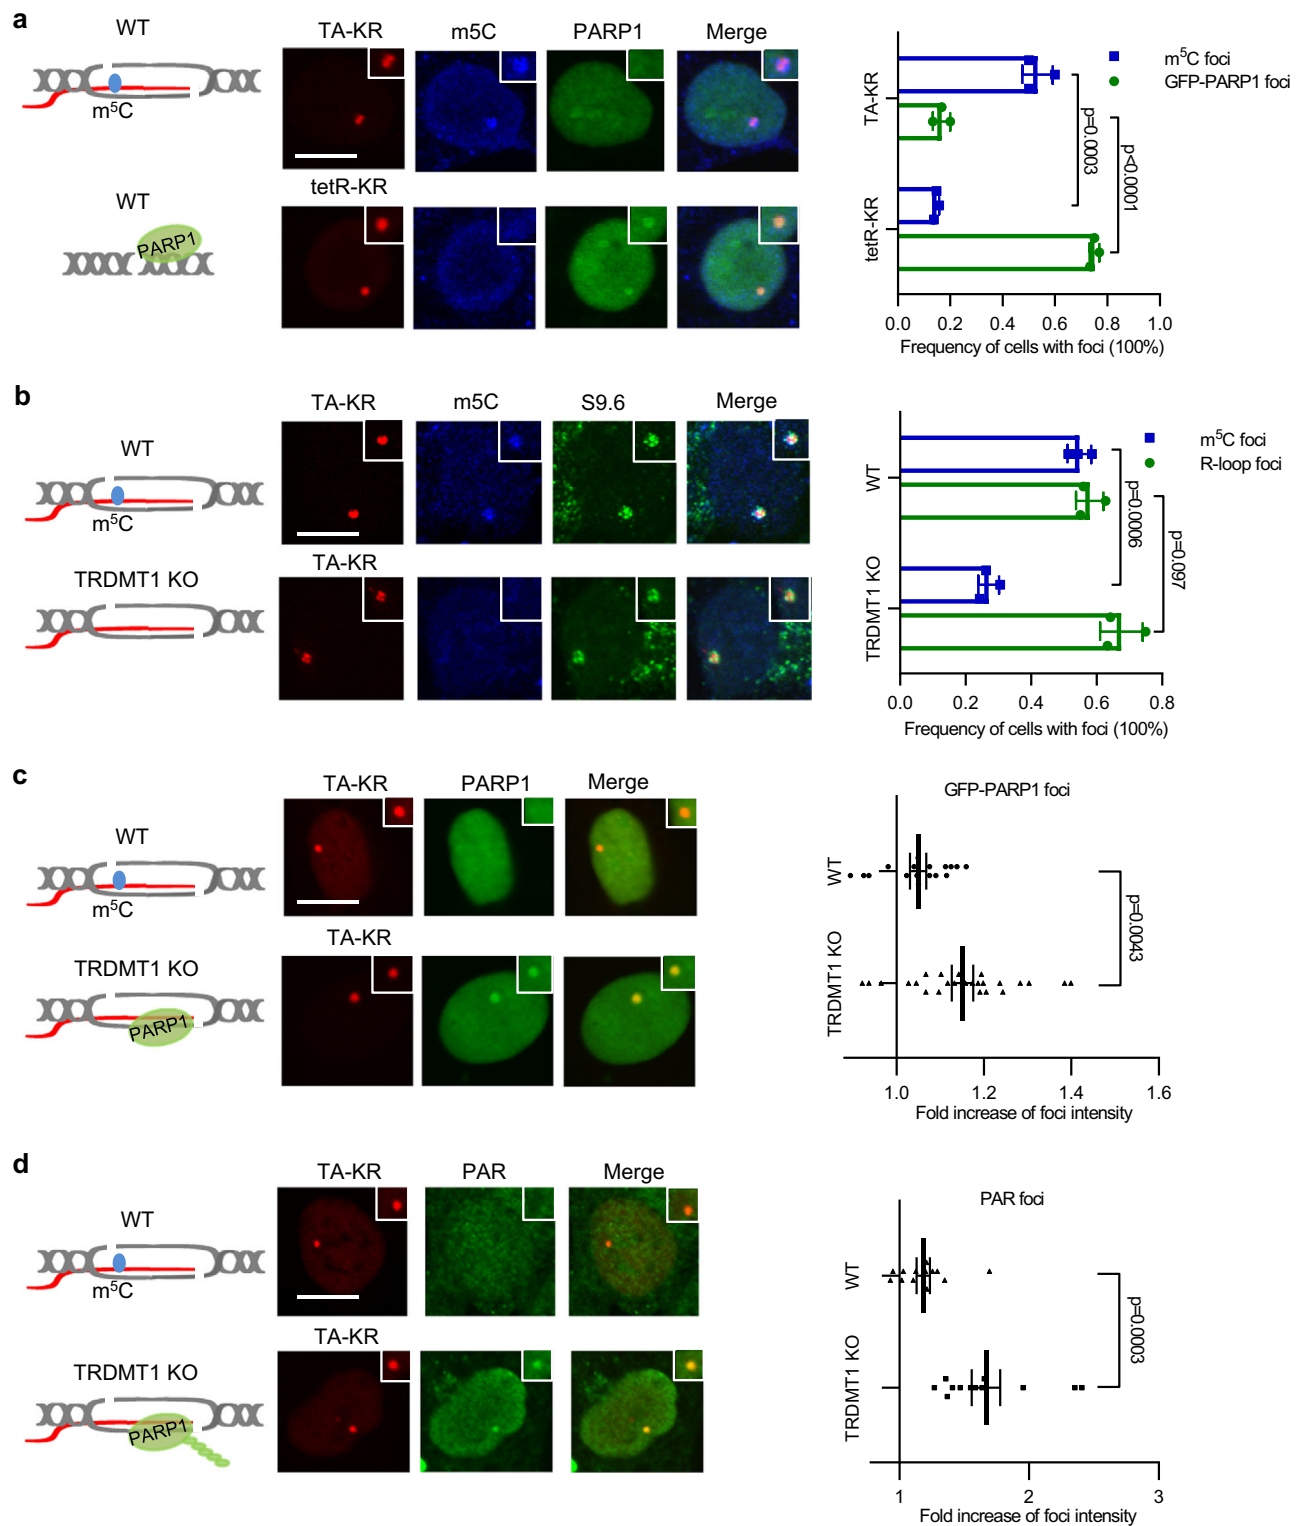 a
WT
m⁵C
WT
PARP1
TA-KR m5C PARP1 Merge
tetR-KR
m⁵C foci
GFP-PARP1 foci
TA-KR
tetR-KR
p=0.0003
p<0.0001
0.0 0.2 0.4 0.6 0.8 1.0
Frequency of cells with foci (100%)
b
WT
m⁵C
TRDMT1 KO
TA-KR m5C S9.6 Merge
TA-KR
m⁵C foci
R-loop foci
WT
TRDMT1 KO
p=0.0006
p=0.097
0.0 0.2 0.4 0.6 0.8
Frequency of cells with foci (100%)
c
WT
m⁵C
TRDMT1 KO
PARP1
TA-KR PARP1 Merge
TA-KR
GFP-PARP1 foci
WT
TRDMT1 KO
p=0.0043
1.0 1.2 1.4 1.6
Fold increase of foci intensity
d
WT
m⁵C
TRDMT1 KO
PARP1
TA-KR PAR Merge
TA-KR
PAR foci
WT
TRDMT1 KO
p=0.0003
1 2 3
Fold increase of foci intensity